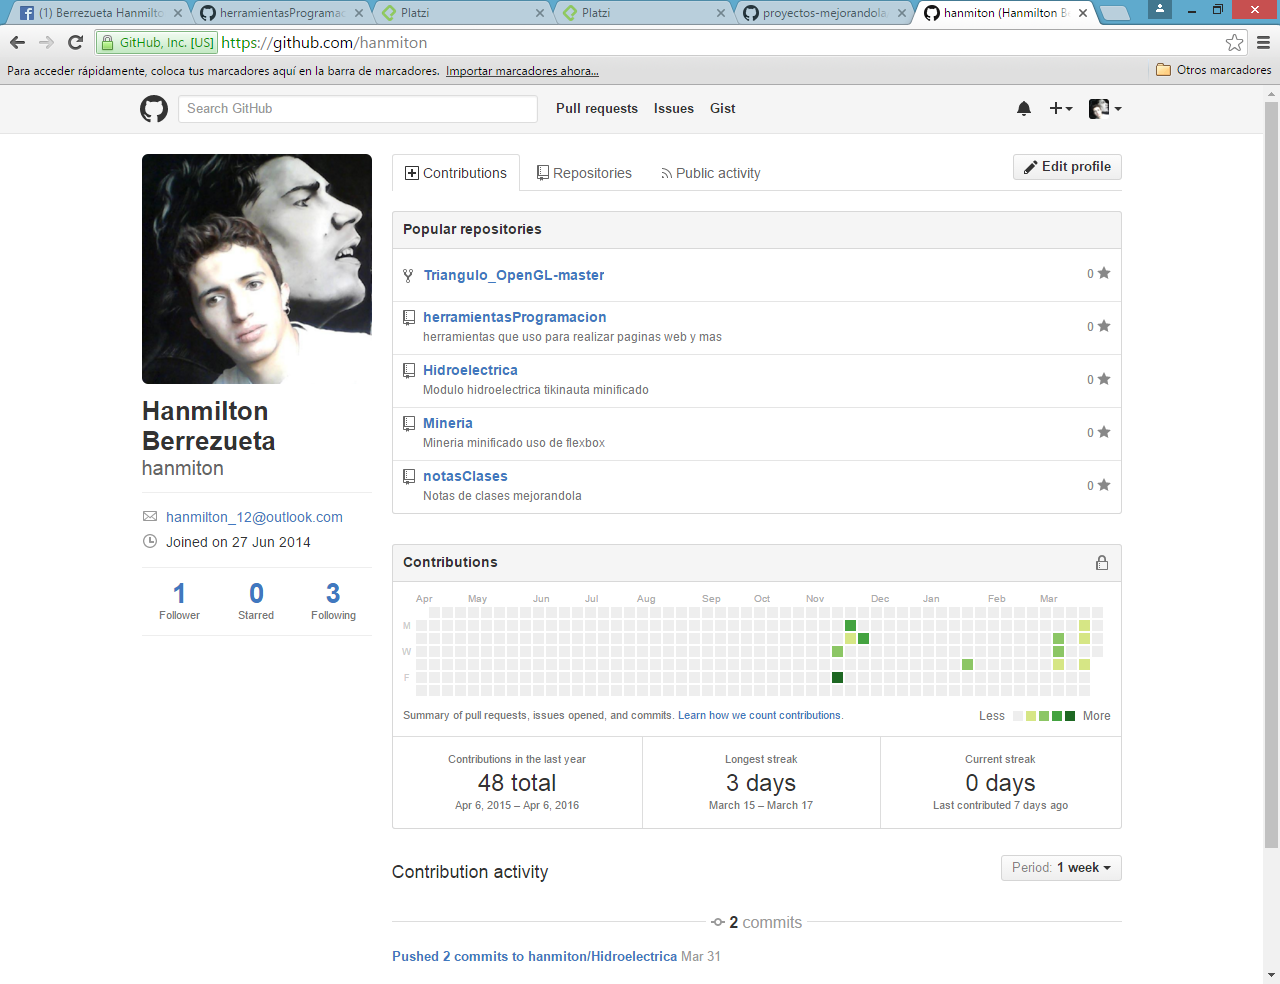 (1) Berrezueta Hanmilto
herramientasProgramac
Platzi
Platzi
proyectos-mejorandola
hanmiton (Hanmilton Be
GitHub, Inc. [US]
https://github.com/hanmiton
Para acceder rápidamente, coloca tus marcadores aquí en la barra de marcadores. Importar marcadores ahora...
Otros marcadores
Search GitHub
Pull requests
Issues
Gist
Contributions
Repositories
Public activity
Edit profile
Hanmilton
Berrezueta
hanmiton
hanmilton_12@outlook.com
Joined on 27 Jun 2014
1
Follower
0
Starred
3
Following
Popular repositories
Triangulo_OpenGL-master
0
herramientasProgramacion
herramientas que uso para realizar paginas web y mas
0
Hidroelectrica
Modulo hidroelectrica tikinauta minificado
0
Mineria
Mineria minificado uso de flexbox
0
notasClases
Notas de clases mejorandola
0
Contributions
Apr May Jun Jul Aug Sep Oct Nov Dec Jan Feb Mar
M
W
F
Summary of pull requests, issues opened, and commits. Learn how we count contributions.
Less More
Contributions in the last year
48 total
Apr 6, 2015 – Apr 6, 2016
Longest streak
3 days
March 15 – March 17
Current streak
0 days
Last contributed 7 days ago
Contribution activity
Period: 1 week
2 commits
Pushed 2 commits to hanmiton/Hidroelectrica Mar 31